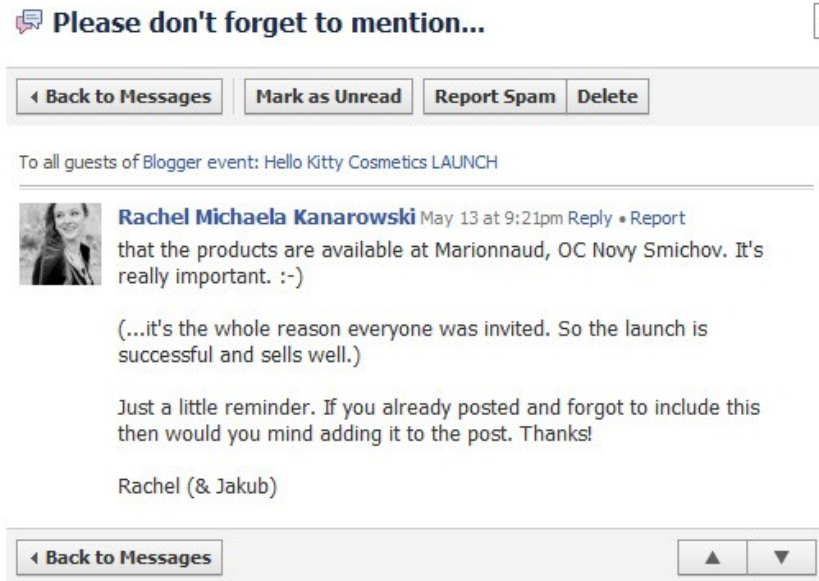 Please don't forget to mention...
Back to Messages Mark as Unread Report Spam Delete
To all guests of Blogger event: Hello Kitty Cosmetics LAUNCH
Rachel Michaela Kanarowski May 13 at 9:21pm Reply • Report
that the products are available at Marionnaud, OC Novy Smichov. It's
really important. :-)
(...it's the whole reason everyone was invited. So the launch is
successful and sells well.)
Just a little reminder. If you already posted and forgot to include this
then would you mind adding it to the post. Thanks!
Rachel (& Jakub)
Back to Messages